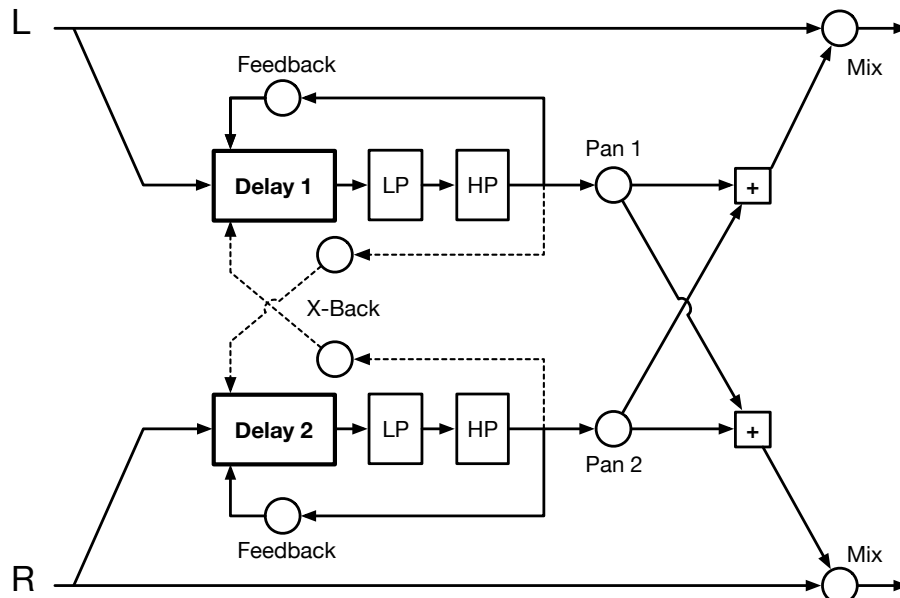 L
Mix
Feedback
Pan 1
Delay 1
LP
HP
+
X-Back
Delay 2
LP
HP
+
Pan 2
Feedback
Mix
R